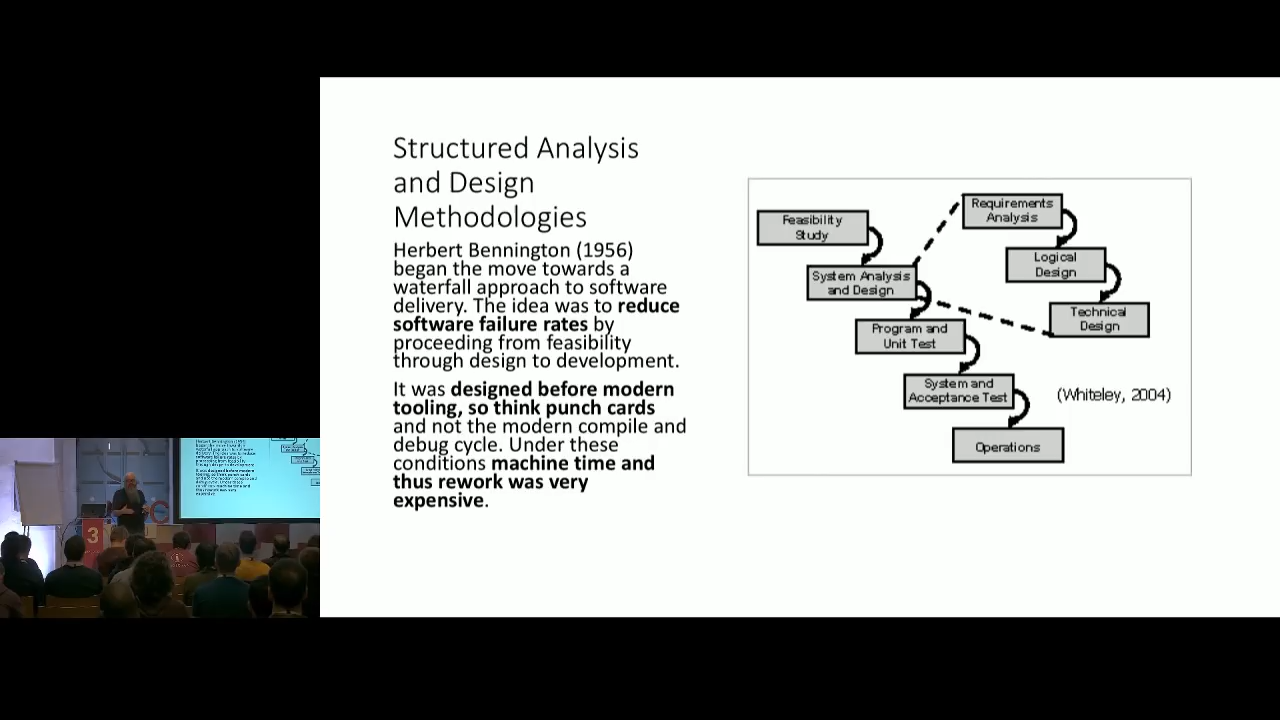 Structured Analysis
and Design
Methodologies
Herbert Bennington (1956)
began the move towards a
waterfall approach to software
delivery. The idea was to reduce
software failure rates by
proceeding from feasibility
through design to development.
It was designed before modern
tooling, so think punch cards
and not the modern compile and
debug cycle. Under these
conditions machine time and
thus rework was very
expensive.
Feasibility
Study
System Analysis
and Design
Program and
Unit Test
System and
Acceptance Test
Operations
Requirements
Analysis
Logical
Design
Technical
Design
(Whiteley, 2004)
3